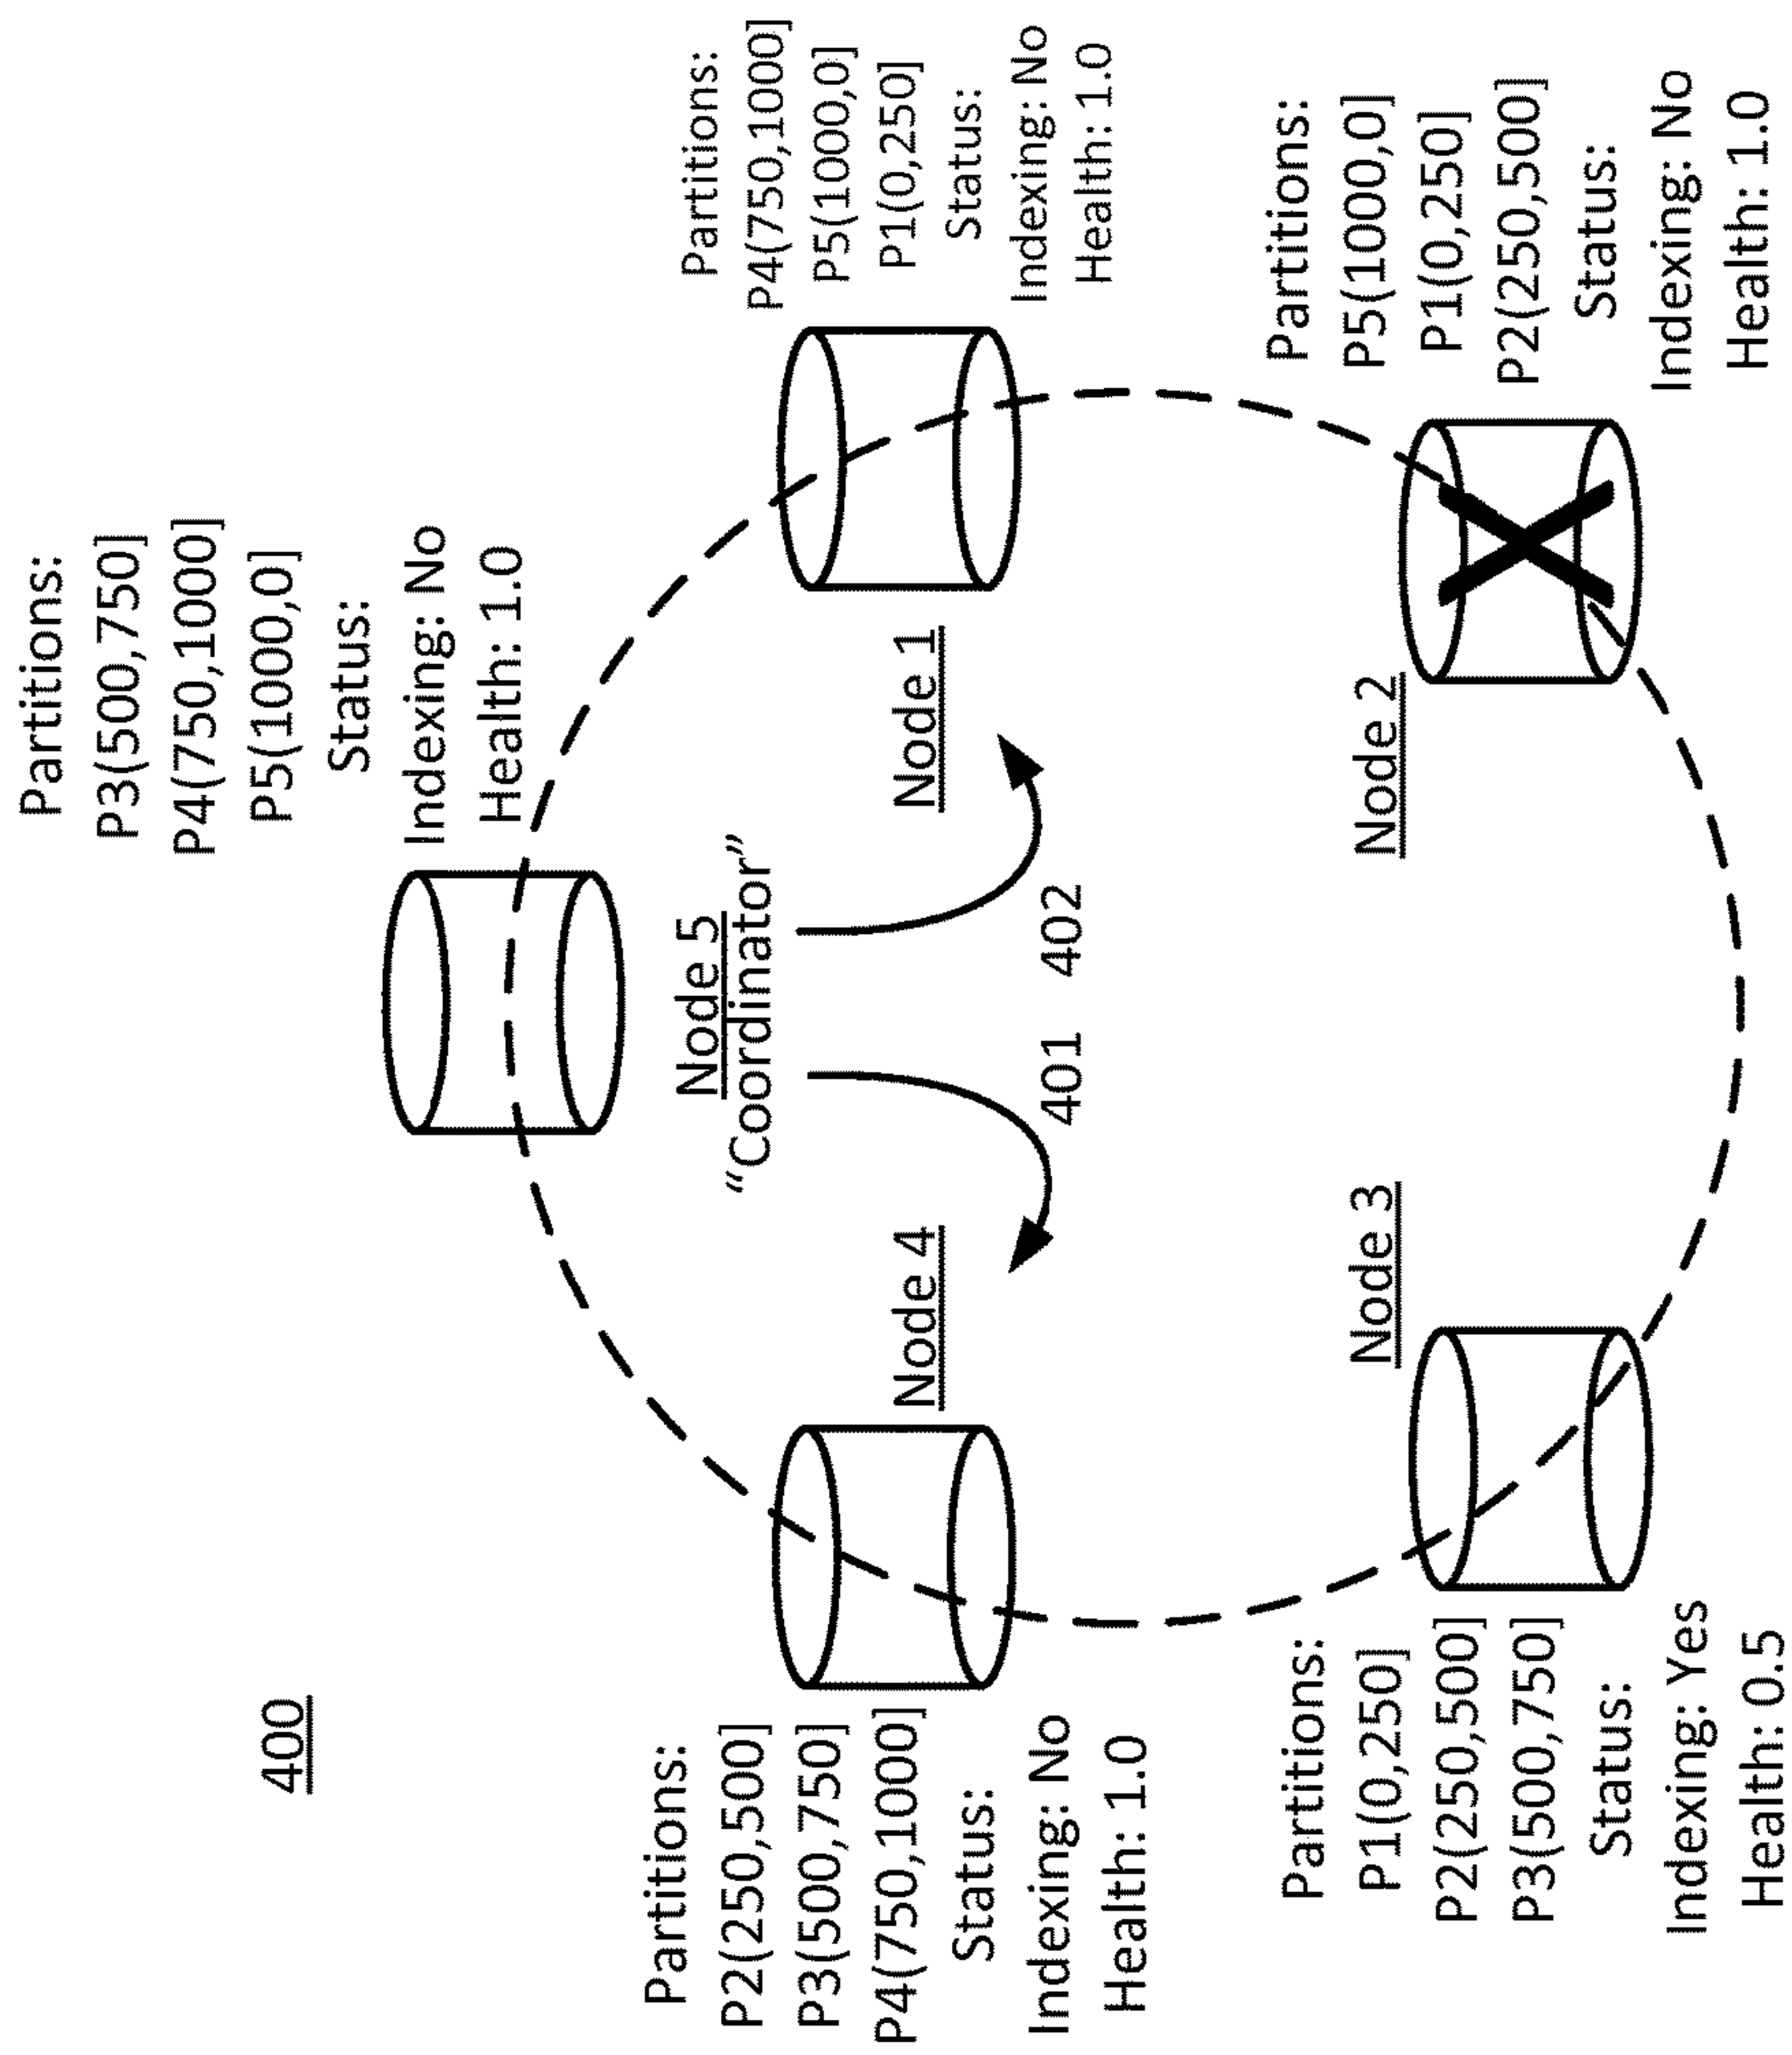 400
Partitions:
P3(500,750]
P4(750,1000]
P5(1000,0]
Status:
Indexing: No
Health: 1.0
Node 5
“Coordinator”
401
402
Partitions:
P2(250,500]
P3(500,750]
P4(750,1000]
Status:
Indexing: No
Health: 1.0
Node 4
Node 1
Partitions:
P4(750,1000]
P5(1000,0]
P1(0,250]
Status:
Indexing: No
Health: 1.0
Partitions:
P1(0,250]
P2(250,500]
P3(500,750]
Status:
Indexing: Yes
Health: 0.5
Node 3
Node 2
Partitions:
P5(1000,0]
P1(0,250]
P2(250,500]
Status:
Indexing: No
Health: 1.0